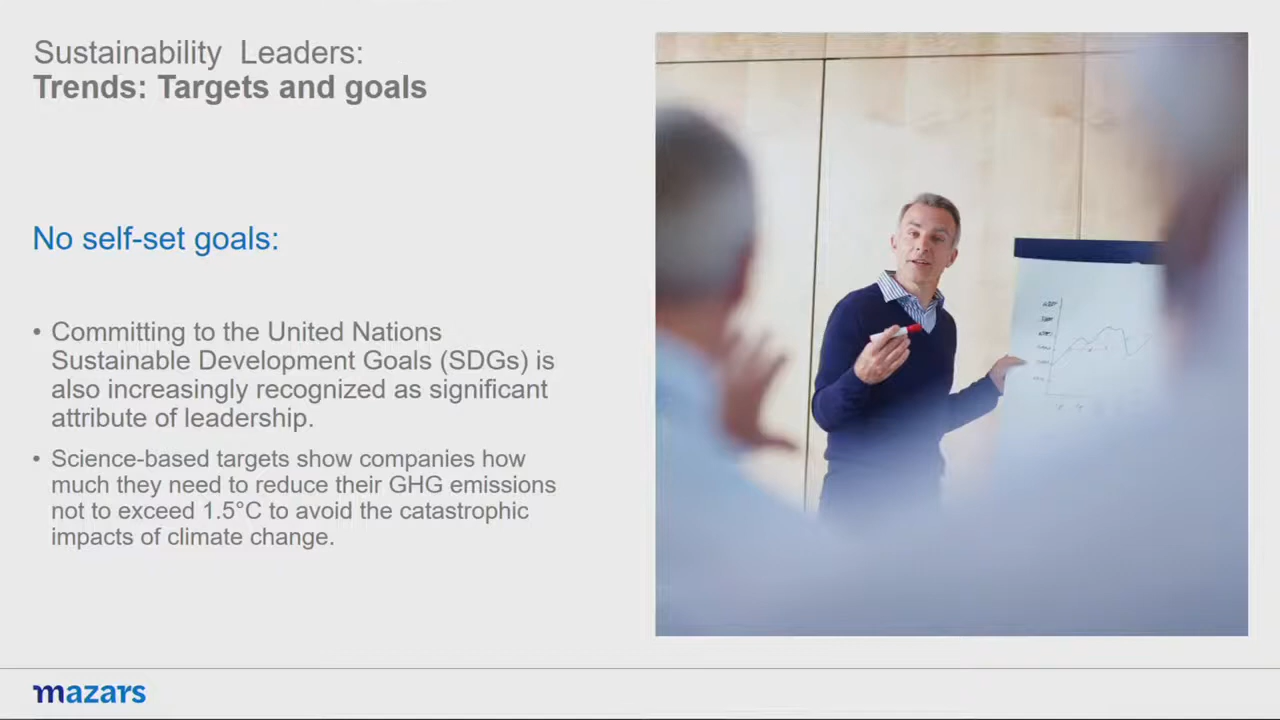 Sustainability Leaders:
Trends: Targets and goals
No self-set goals:
• Committing to the United Nations
Sustainable Development Goals (SDGs) is
also increasingly recognized as significant
attribute of leadership.
• Science-based targets show companies how
much they need to reduce their GHG emissions
not to exceed 1.5°C to avoid the catastrophic
impacts of climate change.
mazars